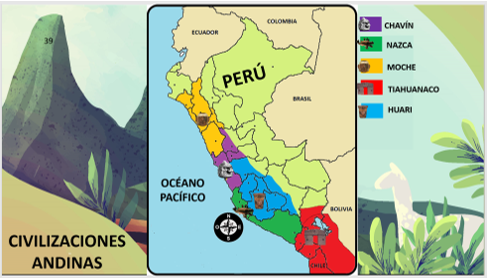 39
CIVILIZACIONES
ANDINAS
ECUADOR
COLOMBIA
PERÚ
BRASIL
OCÉANO
PACÍFICO
N
E
S
BOLIVIA
CHILE
CHAVÍN
NAZCA
MOCHE
TIAHUANACO
HUARI